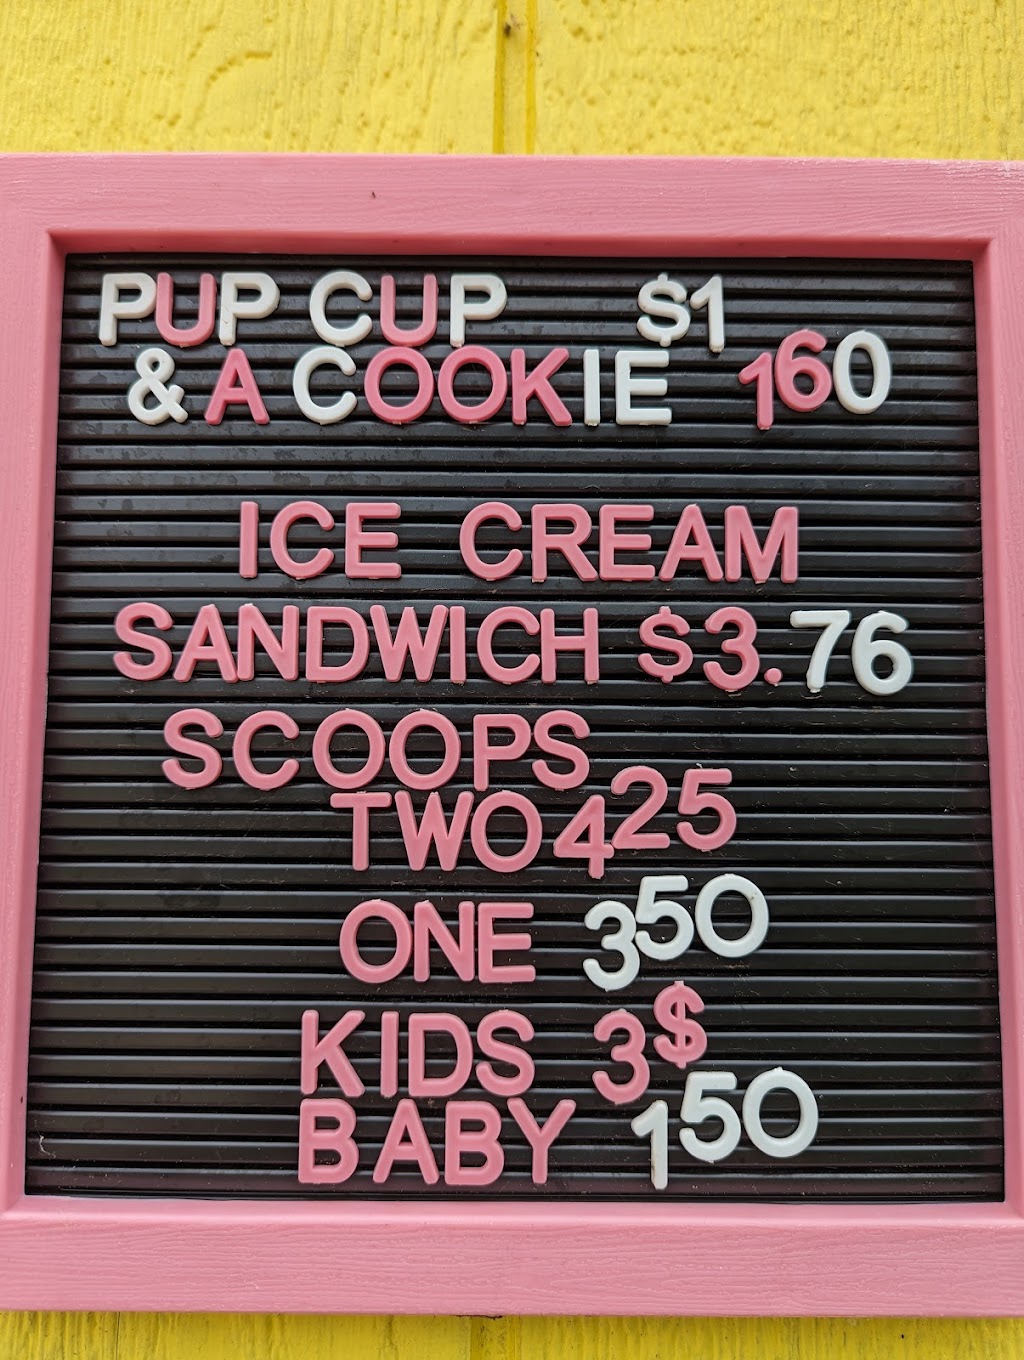 PUP CUP $1
& A COOKIE 160
ICE CREAM
SANDWICH $3.76
SCOOPS
TWO 425
ONE 350
KIDS 3$
BABY 150